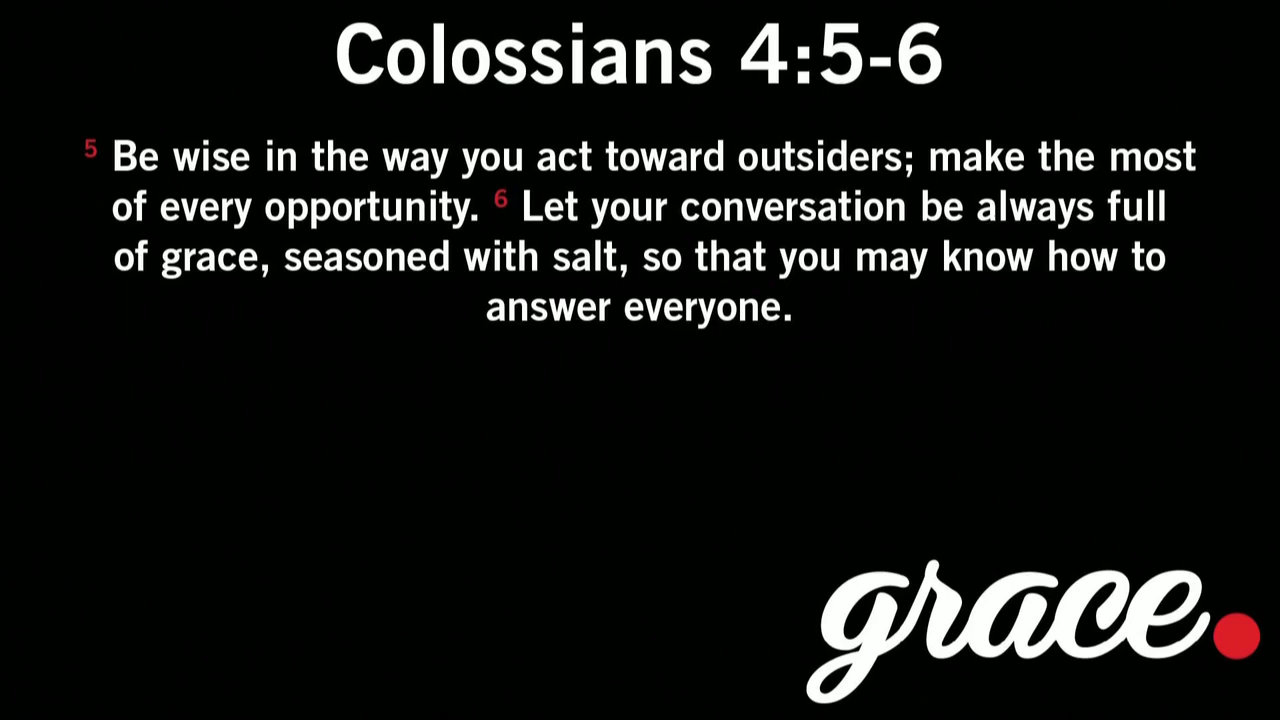 Colossians 4:5-6
5 Be wise in the way you act toward outsiders; make the most
of every opportunity. 6 Let your conversation be always full
of grace, seasoned with salt, so that you may know how to
answer everyone.
grace.